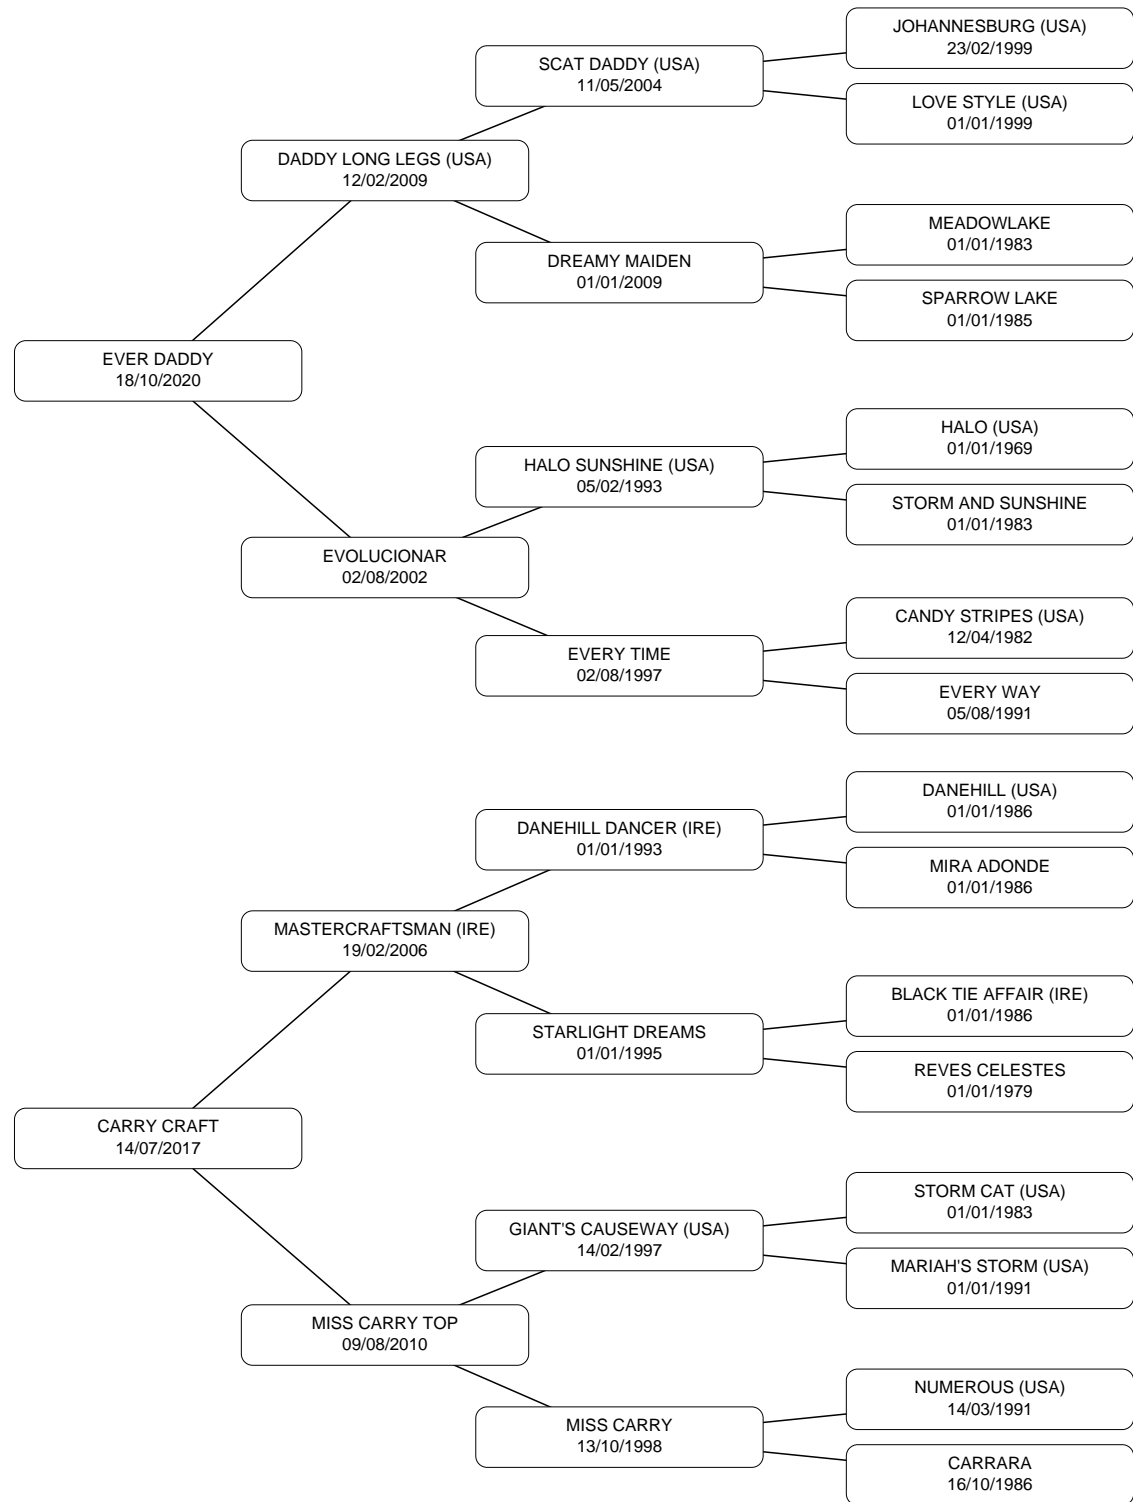 JOHANNESBURG (USA)
23/02/1999
SCAT DADDY (USA)
11/05/2004
LOVE STYLE (USA)
01/01/1999
DADDY LONG LEGS (USA)
12/02/2009
MEADOWLAKE
01/01/1983
DREAMY MAIDEN
01/01/2009
SPARROW LAKE
01/01/1985
EVER DADDY
18/10/2020
HALO (USA)
01/01/1969
HALO SUNSHINE (USA)
05/02/1993
STORM AND SUNSHINE
01/01/1983
EVOLUCIONAR
02/08/2002
CANDY STRIPES (USA)
12/04/1982
EVERY TIME
02/08/1997
EVERY WAY
05/08/1991
DANEHILL (USA)
01/01/1986
DANEHILL DANCER (IRE)
01/01/1993
MIRA ADONDE
01/01/1986
MASTERCRAFTSMAN (IRE)
19/02/2006
BLACK TIE AFFAIR (IRE)
01/01/1986
STARLIGHT DREAMS
01/01/1995
REVES CELESTES
01/01/1979
CARRY CRAFT
14/07/2017
STORM CAT (USA)
01/01/1983
GIANT'S CAUSEWAY (USA)
14/02/1997
MARIAH'S STORM (USA)
01/01/1991
MISS CARRY TOP
09/08/2010
NUMEROUS (USA)
14/03/1991
MISS CARRY
13/10/1998
CARRARA
16/10/1986